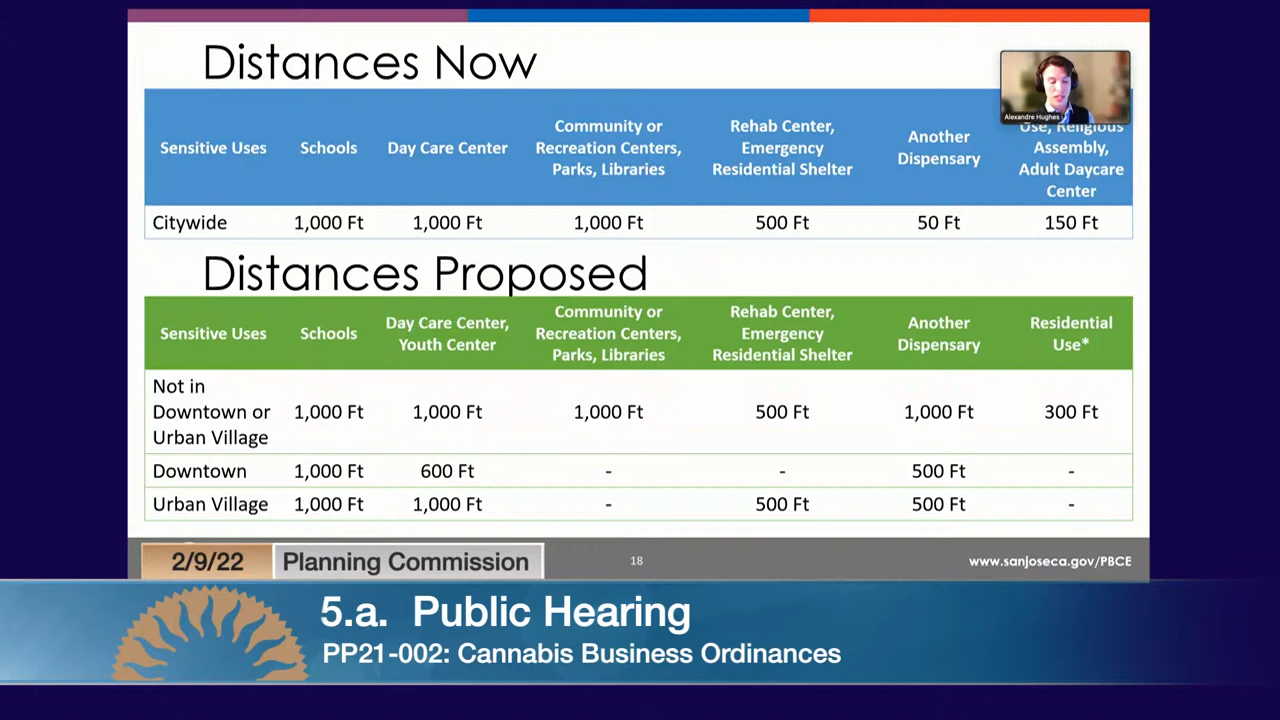 Distances Now
Alexandre Hughes
Sensitive Uses
Schools
Day Care Center
Community or
Recreation Centers,
Parks, Libraries
Rehab Center,
Emergency
Residential Shelter
Another
Dispensary
Use, Religious
Assembly,
Adult Daycare
Center
Citywide 1,000 Ft 1,000 Ft 1,000 Ft 500 Ft 50 Ft 150 Ft
Distances Proposed
Sensitive Uses
Schools
Day Care Center,
Youth Center
Community or
Recreation Centers,
Parks, Libraries
Rehab Center,
Emergency
Residential Shelter
Another
Dispensary
Residential
Use*
Not in
Downtown or
Urban Village
1,000 Ft 1,000 Ft 1,000 Ft 500 Ft 1,000 Ft 300 Ft
Downtown 1,000 Ft 600 Ft - - 500 Ft -
Urban Village 1,000 Ft 1,000 Ft - 500 Ft 500 Ft -
2/9/22 Planning Commission
18
www.sanjoseca.gov/PBCE
5.a. Public Hearing
PP21-002: Cannabis Business Ordinances